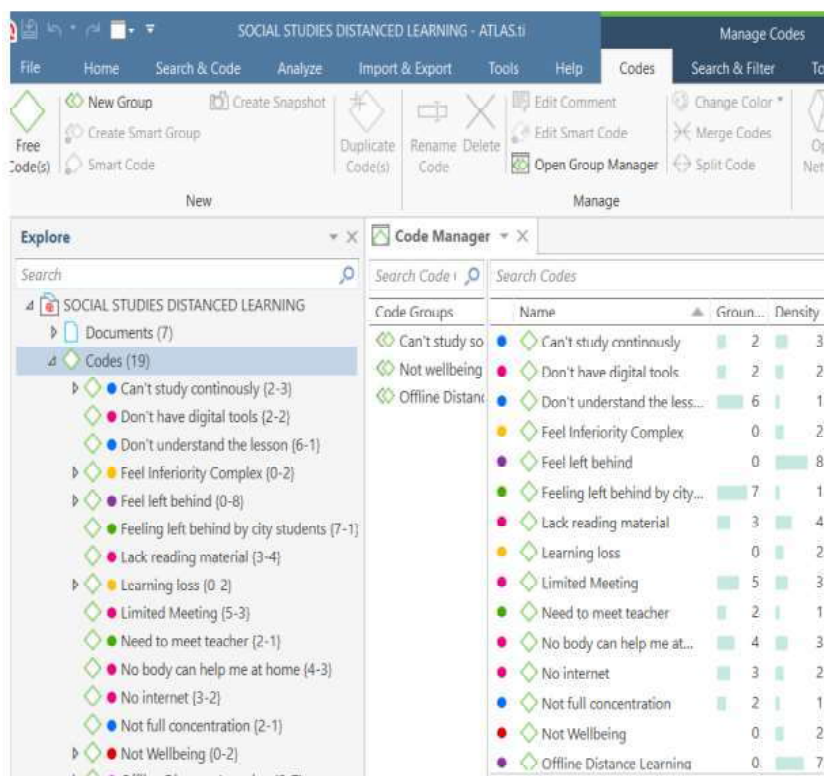 SOCIAL STUDIES DISTANCED LEARNING - ATLAS.ti
Manage Codes
File Home Search & Code Analyze Import & Export Tools Help Codes Search & Filter To
Free Code(s)
New Group
Create Smart Group
Smart Code
Create Snapshot
Duplicate Code(s)
Rename Code
Delete
Edit Comment
Edit Smart Code
Open Group Manager
Change Color
Merge Codes
Split Code
Op
Net
New
Manage
Explore
Search
SOCIAL STUDIES DISTANCED LEARNING
Documents (7)
Codes (19)
Can't study continously {2-3}
Don't have digital tools {2-2}
Don't understand the lesson {6-1}
Feel Inferiority Complex {0-2}
Feel left behind {0-8}
Feeling left behind by city students {7-1}
Lack reading material {3-4}
Learning loss {0-2}
Limited Meeting {5-3}
Need to meet teacher {2-1}
No body can help me at home {4-3}
No internet {3-2}
Not full concentration {2-1}
Not Wellbeing {0-2}
Code Manager
Search Code
Search Codes
Code Groups
Can't study so
Not wellbeing
Offline Distanc
Name Groun... Density
Can't study continously 2 3
Don't have digital tools 2 2
Don't understand the less... 6 1
Feel Inferiority Complex 0 2
Feel left behind 0 8
Feeling left behind by city... 7 1
Lack reading material 3 4
Learning loss 0 2
Limited Meeting 5 3
Need to meet teacher 2 1
No body can help me at... 4 3
No internet 3 2
Not full concentration 2 1
Not Wellbeing 0 2
Offline Distance Learning 0 7